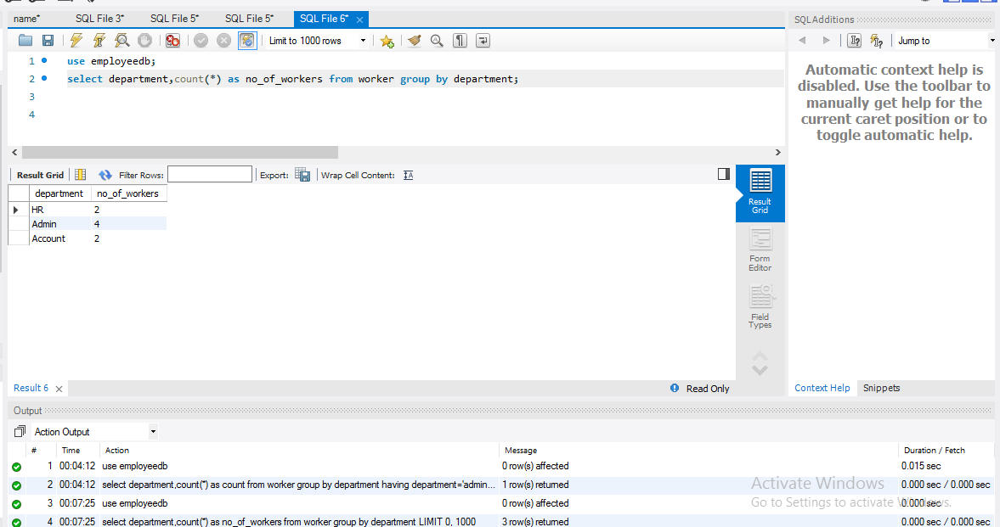 name* SQL File 3* SQL File 5* SQL File 5* SQL File 6*
SQLAdditions
Limit to 1000 rows
Jump to
1 use employeedb;
2 select department,count(*) as no_of_workers from worker group by department;
3
4
Automatic context help is
disabled. Use the toolbar to
manually get help for the
current caret position or to
toggle automatic help.
Result Grid Filter Rows: Export: Wrap Cell Content:
department no_of_workers
HR 2
Admin 4
Account 2
Result
Grid
Form
Editor
Field
Types
Result 6
Read Only
Context Help Snippets
Output
Action Output
# Time Action Message Duration / Fetch
1 00:04:12 use employeedb 0 row(s) affected 0.015 sec
2 00:04:12 select department,count(*) as count from worker group by department having department='admin... 1 row(s) returned 0.000 sec / 0.000 sec
3 00:07:25 use employeedb 0 row(s) affected 0.000 sec
4 00:07:25 select department,count(*) as no_of_workers from worker group by department LIMIT 0, 1000 3 row(s) returned 0.000 sec / 0.000 sec
Activate Windows
Go to Settings to activate Windows.